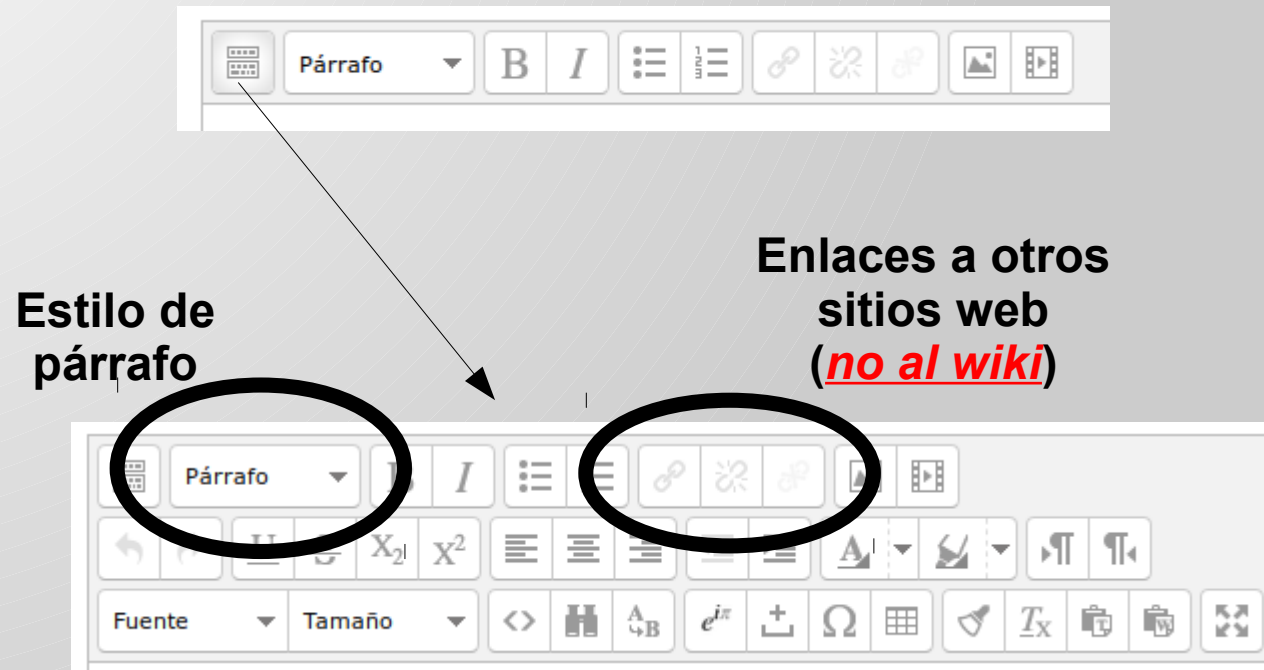 Párrafo
Enlaces a otros
sitios web
(no al wiki)
Estilo de
párrafo
Párrafo
Fuente Tamaño